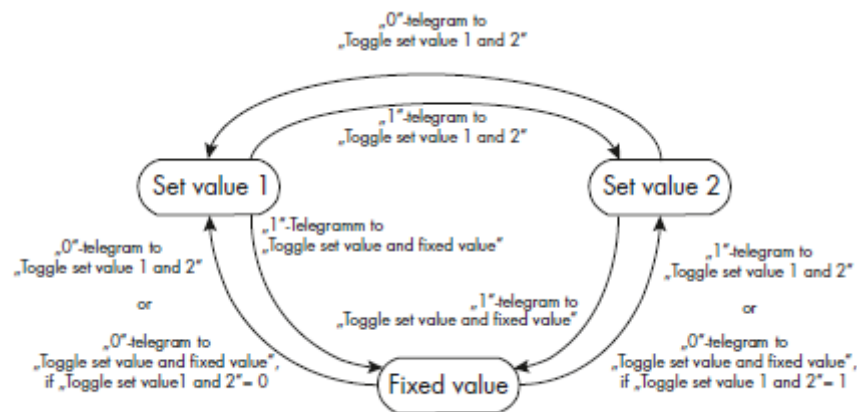 „0”-telegram to
„Toggle set value 1 and 2”
„1”-telegram to
„Toggle set value 1 and 2”
Set value 1
Set value 2
„1”-Telegramm to
„Toggle set value and fixed value”
„0”-telegram to
„Toggle set value 1 and 2”
or
„0”-telegram to
„Toggle set value and fixed value”,
if „Toggle set value1 and 2”= 0
„1”-telegram to
„Toggle set value and fixed value”
„1”-telegram to
„Toggle set value 1 and 2”
or
„0”-telegram to
„Toggle set value and fixed value”,
if „Toggle set value 1 and 2”= 1
Fixed value